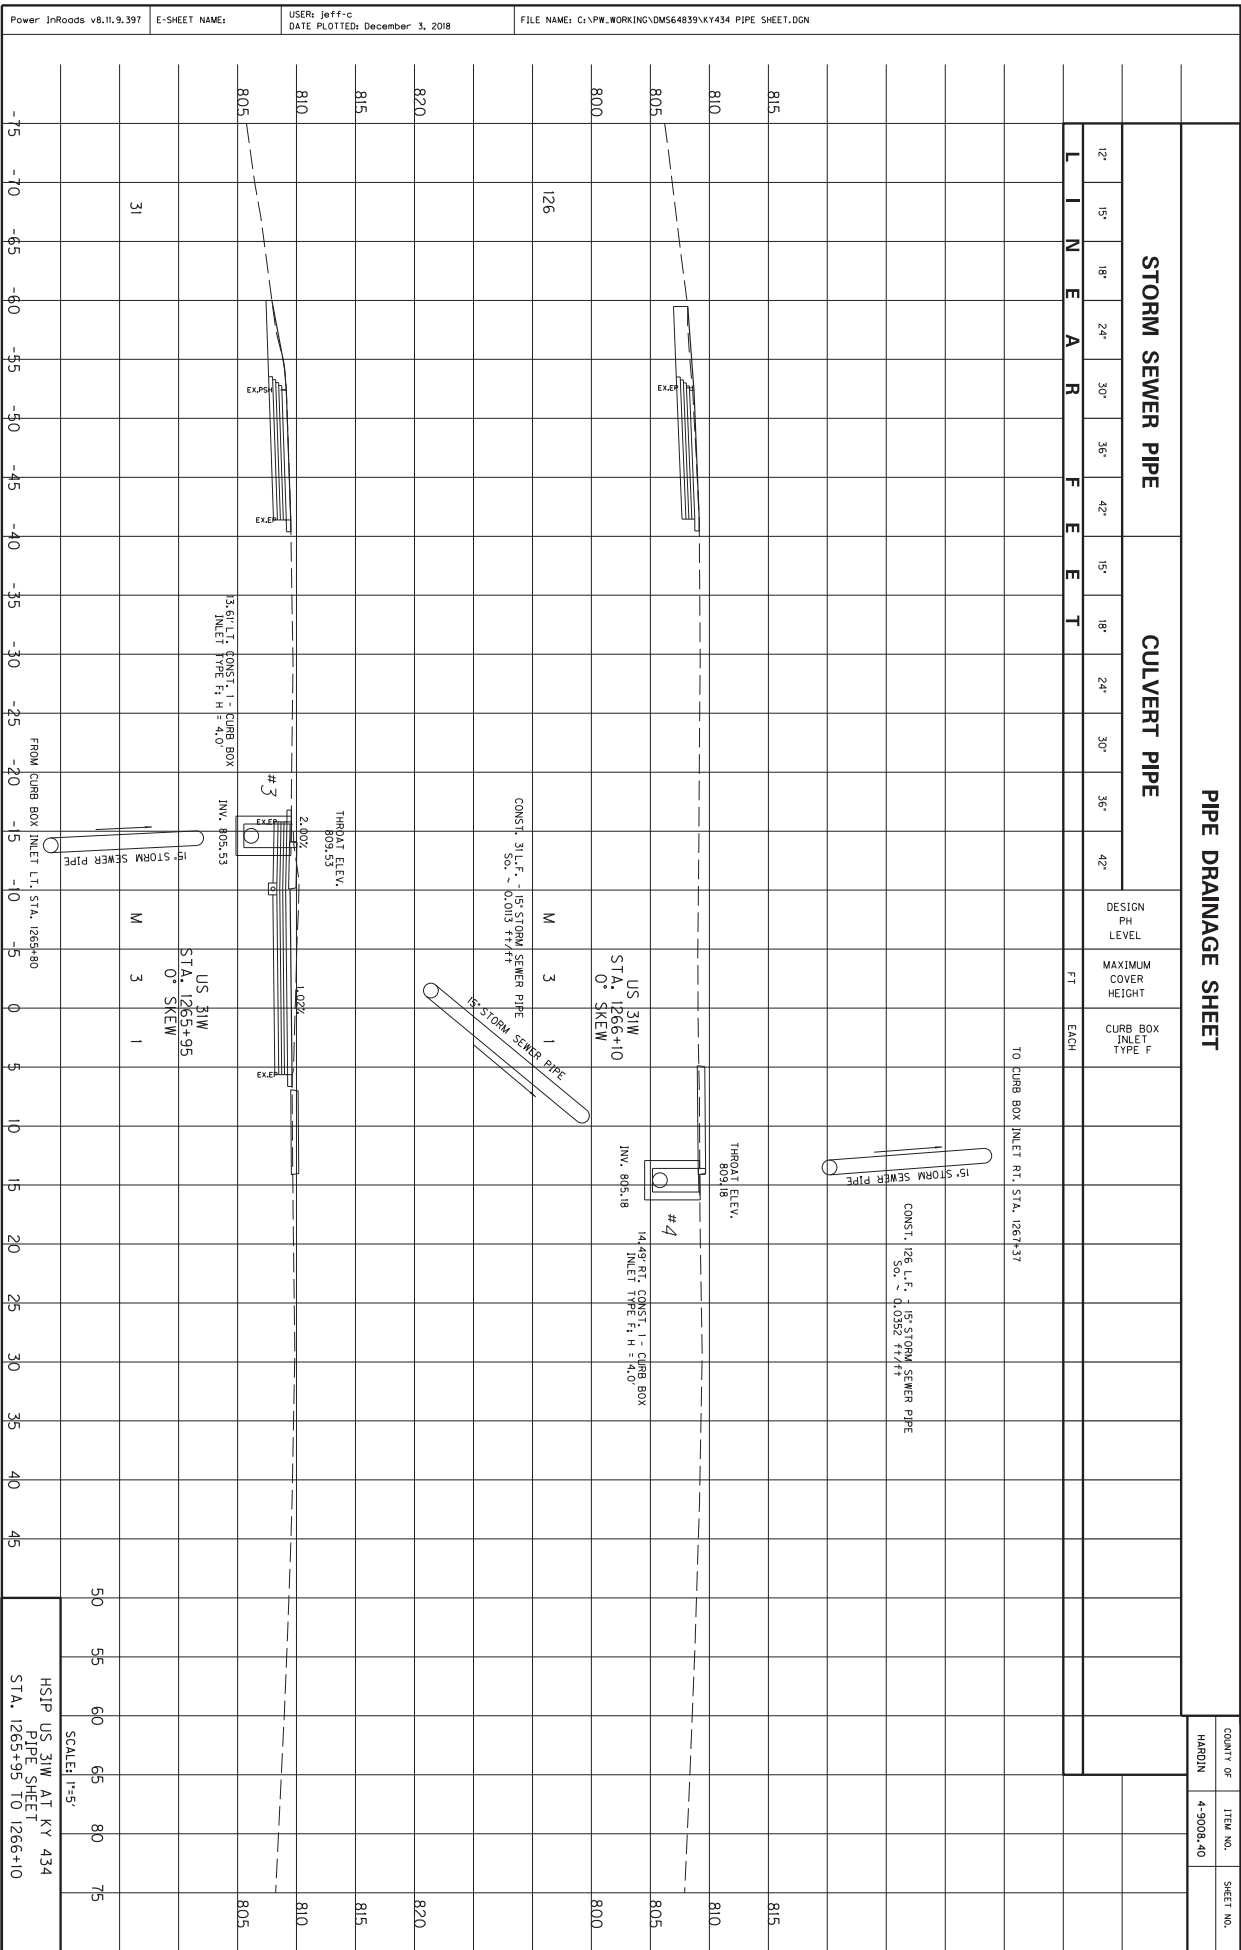 Power InRoads v8.11.9.397
E-SHEET NAME:
USER: jeff-c
DATE PLOTTED: December 3, 2018
FILE NAME: C:\PW_WORKING\DMS64839\KY434 PIPE SHEET.DGN
PIPE DRAINAGE SHEET
COUNTY OF
ITEM NO.
SHEET NO.
HARDIN
4-9008.40
STORM SEWER PIPE
CULVERT PIPE
12" 15" 18" 24" 30" 36" 42"
15" 18" 24" 30" 36" 42"
DESIGN
PH
LEVEL
MAXIMUM
COVER
HEIGHT
CURB BOX
INLET
TYPE F
LINEAR FEET
FT
EACH
TO CURB BOX INLET RT. STA. 1267+37
15" STORM SEWER PIPE
CONST. 126 L.F. - 15" STORM SEWER PIPE
So. ~ 0.0352 ft/ft
815
810
805
800
815
810
805
800
THROAT ELEV.
809.18
EX.EP
#4
INV. 805.18
14.49' RT. CONST. 1 - CURB BOX
INLET TYPE F; H = 4.0'
US 31W
STA. 1266+10
0° SKEW
126
M
3
1
15" STORM SEWER PIPE
CONST. 31 L.F. - 15" STORM SEWER PIPE
So. ~ 0.0113 ft/ft
820
815
810
805
820
815
810
805
THROAT ELEV.
809.53
2.00%
1.02%
EX.PSH
EX.EP
EX.EP
EX.EP
#3
INV. 805.53
13.61' LT. CONST. 1 - CURB BOX
INLET TYPE F; H = 4.0'
US 31W
STA. 1265+95
0° SKEW
31
M
3
1
15" STORM SEWER PIPE
FROM CURB BOX INLET LT. STA. 1265+80
-75 -70 -65 -60 -55 -50 -45 -40 -35 -30 -25 -20 -15 -10 -5 0 5 10 15 20 25 30 35 40 45 50 55 60 65 80 75
SCALE: 1"=5'
HSIP US 31W AT KY 434
PIPE SHEET
STA. 1265+95 TO 1266+10